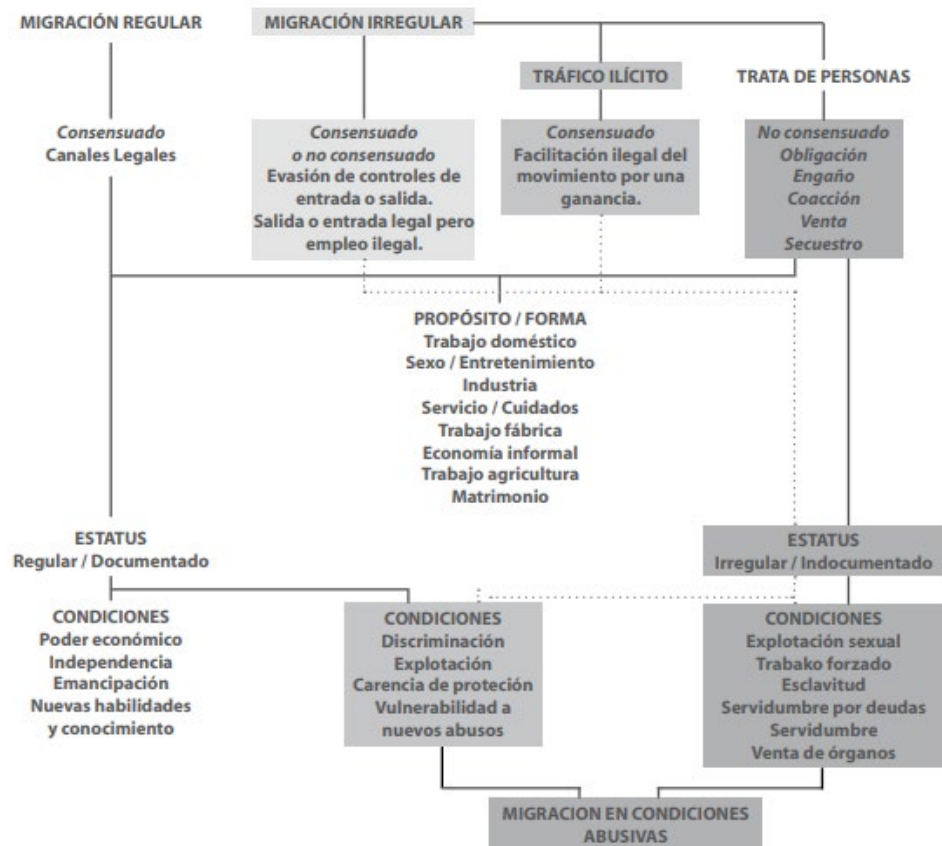 MIGRACIÓN REGULAR
MIGRACIÓN IRREGULAR
TRÁFICO ILÍCITO
TRATA DE PERSONAS
Consensuado
Canales Legales
Consensuado
o no consensuado
Evasión de controles de
entrada o salida.
Salida o entrada legal pero
empleo ilegal.
Consensuado
Facilitación ilegal del
movimiento por una
ganancia.
No consensuado
Obligación
Engaño
Coacción
Venta
Secuestro
PROPÓSITO / FORMA
Trabajo doméstico
Sexo / Entretenimiento
Industria
Servicio / Cuidados
Trabajo fábrica
Economía informal
Trabajo agricultura
Matrimonio
ESTATUS
Regular / Documentado
ESTATUS
Irregular / Indocumentado
CONDICIONES
Poder económico
Independencia
Emancipación
Nuevas habilidades
y conocimiento
CONDICIONES
Discriminación
Explotación
Carencia de proteción
Vulnerabilidad a
nuevos abusos
CONDICIONES
Explotación sexual
Trabako forzado
Esclavitud
Servidumbre por deudas
Servidumbre
Venta de órganos
MIGRACION EN CONDICIONES
ABUSIVAS